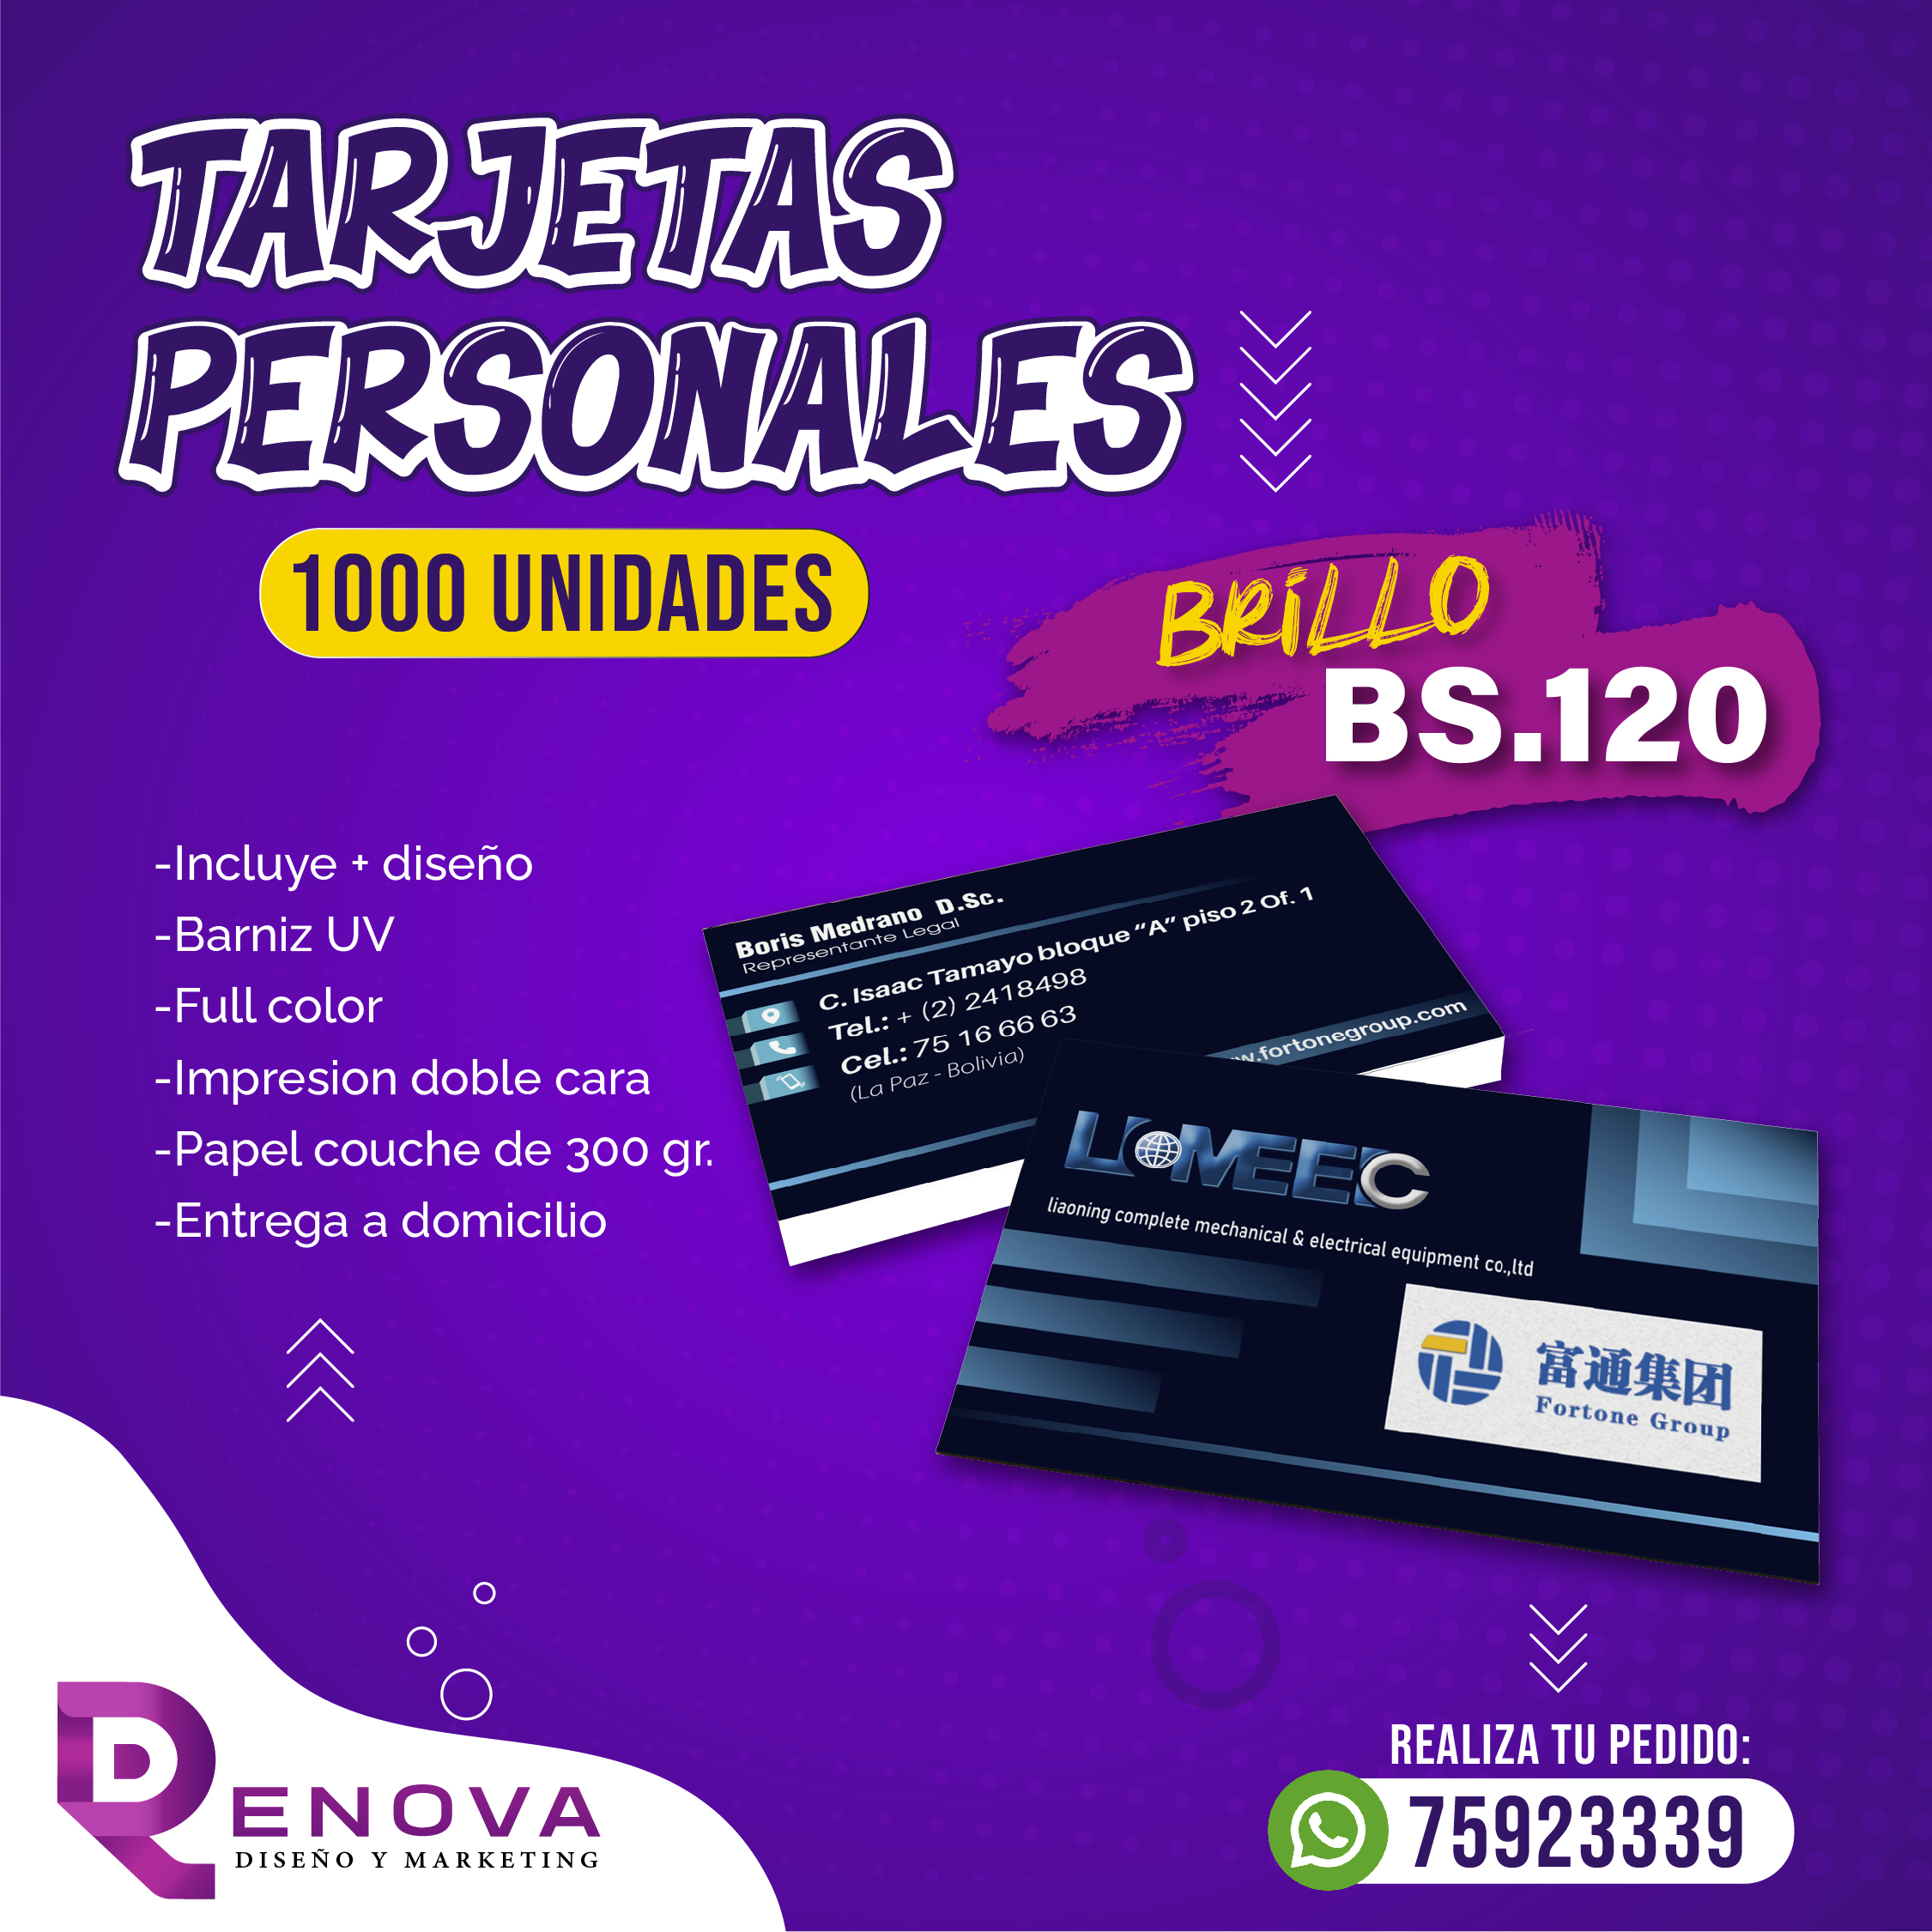 TARJETAS
PERSONALES
1000 UNIDADES
BRILLO
BS.120
-Incluye + diseño
-Barniz UV
-Full color
-Impresion doble cara
-Papel couche de 300 gr.
-Entrega a domicilio
Boris Medrano D.Sc.
Representante Legal
C. Isaac Tamayo bloque "A" piso 2 Of. 1
Tel.: + (2) 2418498
Cel.: 75 16 66 63
(La Paz - Bolivia)
w.fortonegroup.com
LOMEEC
liaoning complete mechanical & electrical equipment co.,ltd
富通集团
Fortone Group
RENOVA
DISEÑO Y MARKETING
REALIZA TU PEDIDO:
75923339